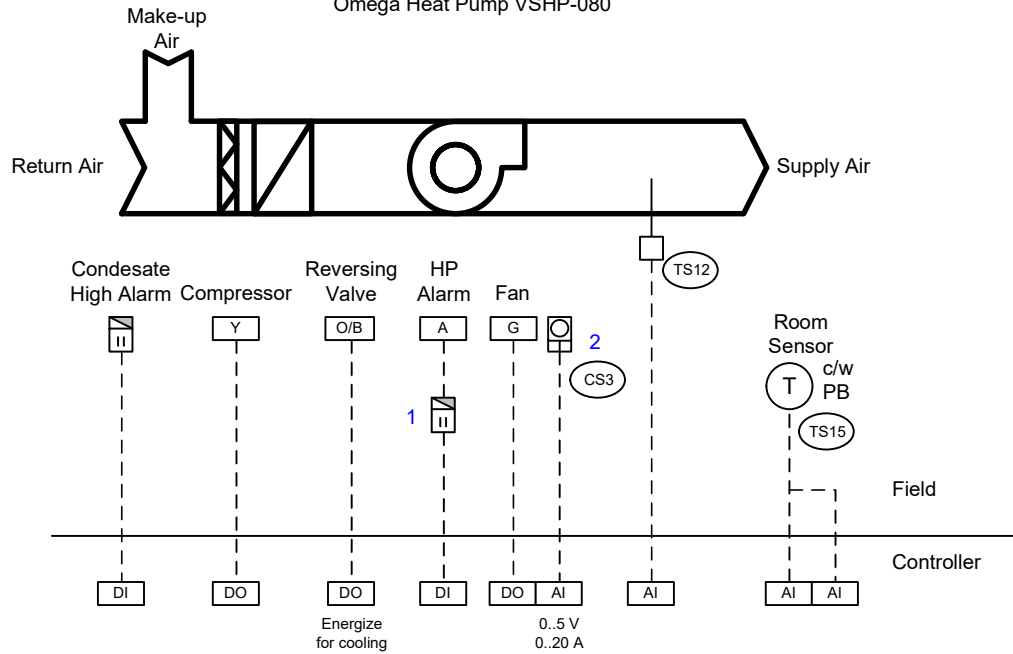 Omega Heat Pump VSHP-080
Make-up
Air
Return Air
Supply Air
TS12
Condesate
High Alarm
Compressor
Reversing
Valve
HP
Alarm
Fan
Y
O/B
A
G
2
CS3
1
Room
Sensor
c/w
PB
T
TS15
Field
Controller
DI
DO
DO
DI
DO
AI
AI
AI
AI
Energize
for cooling
0..5 V
0..20 A